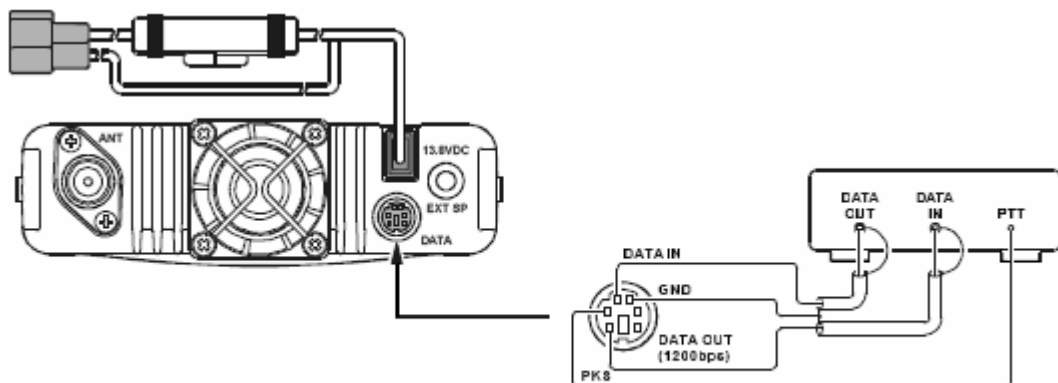 ANT
13.8VDC
EXT SP
DATA
DATA
OUT
DATA
IN
PTT
DATA IN
GND
DATA OUT
(1200bps)
PKS